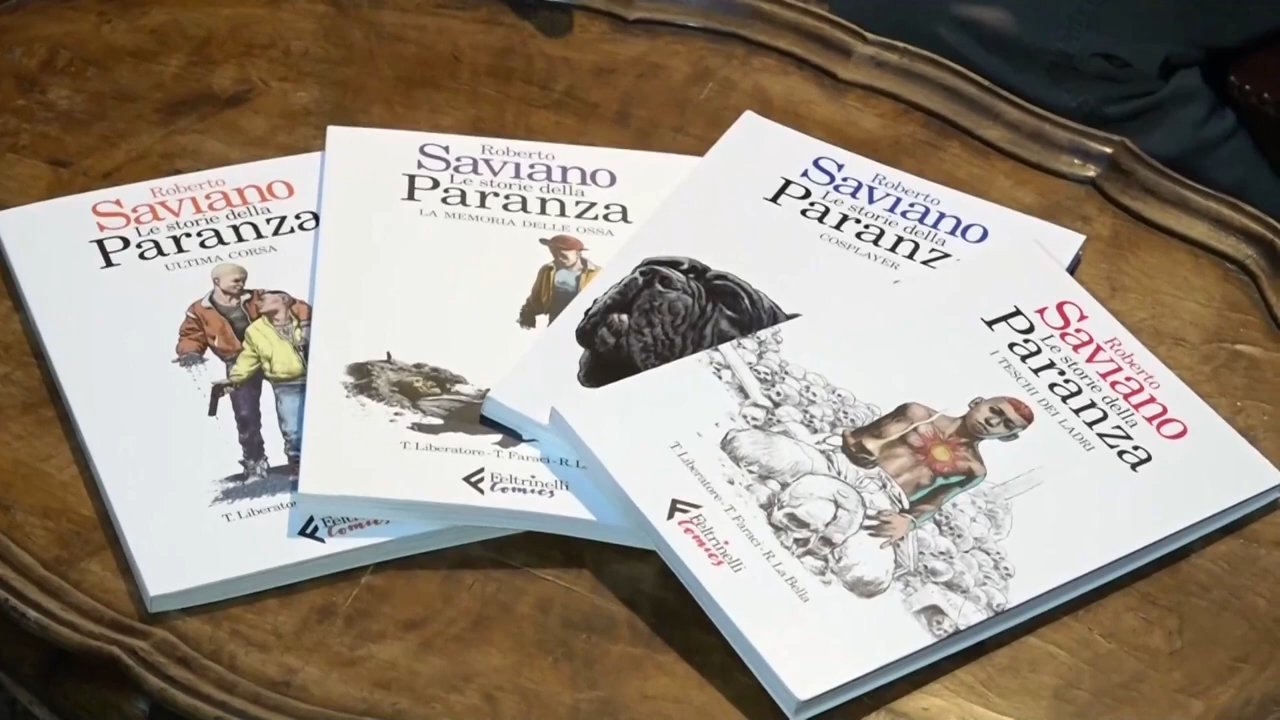 Roberto
Saviano
Le storie della
Paranza
ULTIMA CORSA
T. Liberatore
Comics
Roberto
Saviano
Le storie della
Paranza
LA MEMORIA DELLE OSSA
T. Liberatore - T. Faraci - R. L
Feltrinelli
Comics
Roberto
Saviano
Le storie della
Paranz
COSPLAYER
Roberto
Saviano
Le storie della
Paranza
I TESCHI DEI LADRI
T. Liberatore - T. Faraci - R. La Bella
Feltrinelli
Comics